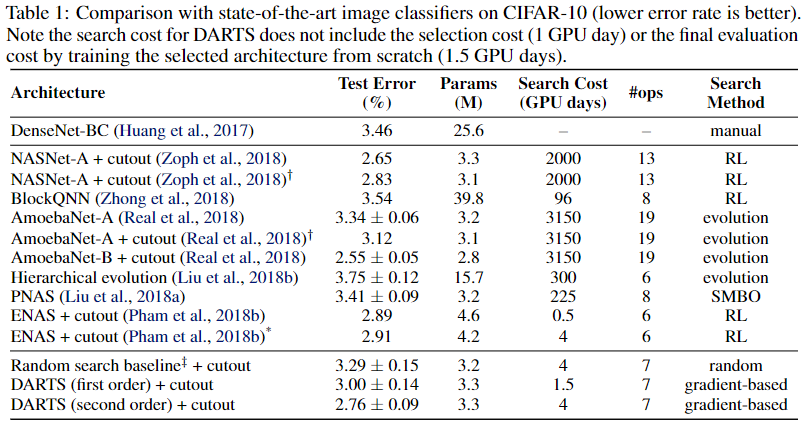 Table 1: Comparison with state-of-the-art image classifiers on CIFAR-10 (lower error rate is better).
Note the search cost for DARTS does not include the selection cost (1 GPU day) or the final evaluation
cost by training the selected architecture from scratch (1.5 GPU days).
Architecture Test Error (%) Params (M) Search Cost (GPU days) #ops Search Method
DenseNet-BC (Huang et al., 2017) 3.46 25.6 – – manual
NASNet-A + cutout (Zoph et al., 2018) 2.65 3.3 2000 13 RL
NASNet-A + cutout (Zoph et al., 2018)† 2.83 3.1 2000 13 RL
BlockQNN (Zhong et al., 2018) 3.54 39.8 96 8 RL
AmoebaNet-A (Real et al., 2018) 3.34 ± 0.06 3.2 3150 19 evolution
AmoebaNet-A + cutout (Real et al., 2018)† 3.12 3.1 3150 19 evolution
AmoebaNet-B + cutout (Real et al., 2018) 2.55 ± 0.05 2.8 3150 19 evolution
Hierarchical evolution (Liu et al., 2018b) 3.75 ± 0.12 15.7 300 6 evolution
PNAS (Liu et al., 2018a) 3.41 ± 0.09 3.2 225 8 SMBO
ENAS + cutout (Pham et al., 2018b) 2.89 4.6 0.5 6 RL
ENAS + cutout (Pham et al., 2018b)* 2.91 4.2 4 6 RL
Random search baseline‡ + cutout 3.29 ± 0.15 3.2 4 7 random
DARTS (first order) + cutout 3.00 ± 0.14 3.3 1.5 7 gradient-based
DARTS (second order) + cutout 2.76 ± 0.09 3.3 4 7 gradient-based